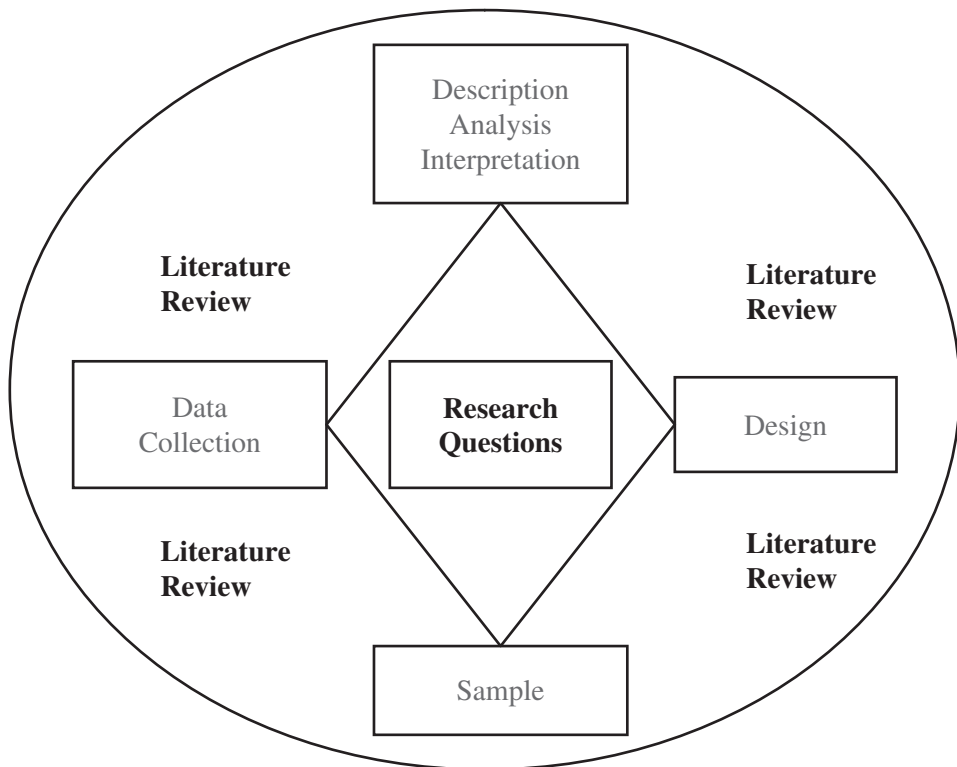 Description
Analysis
Interpretation
Literature
Review
Literature
Review
Data
Collection
Research
Questions
Design
Literature
Review
Literature
Review
Sample